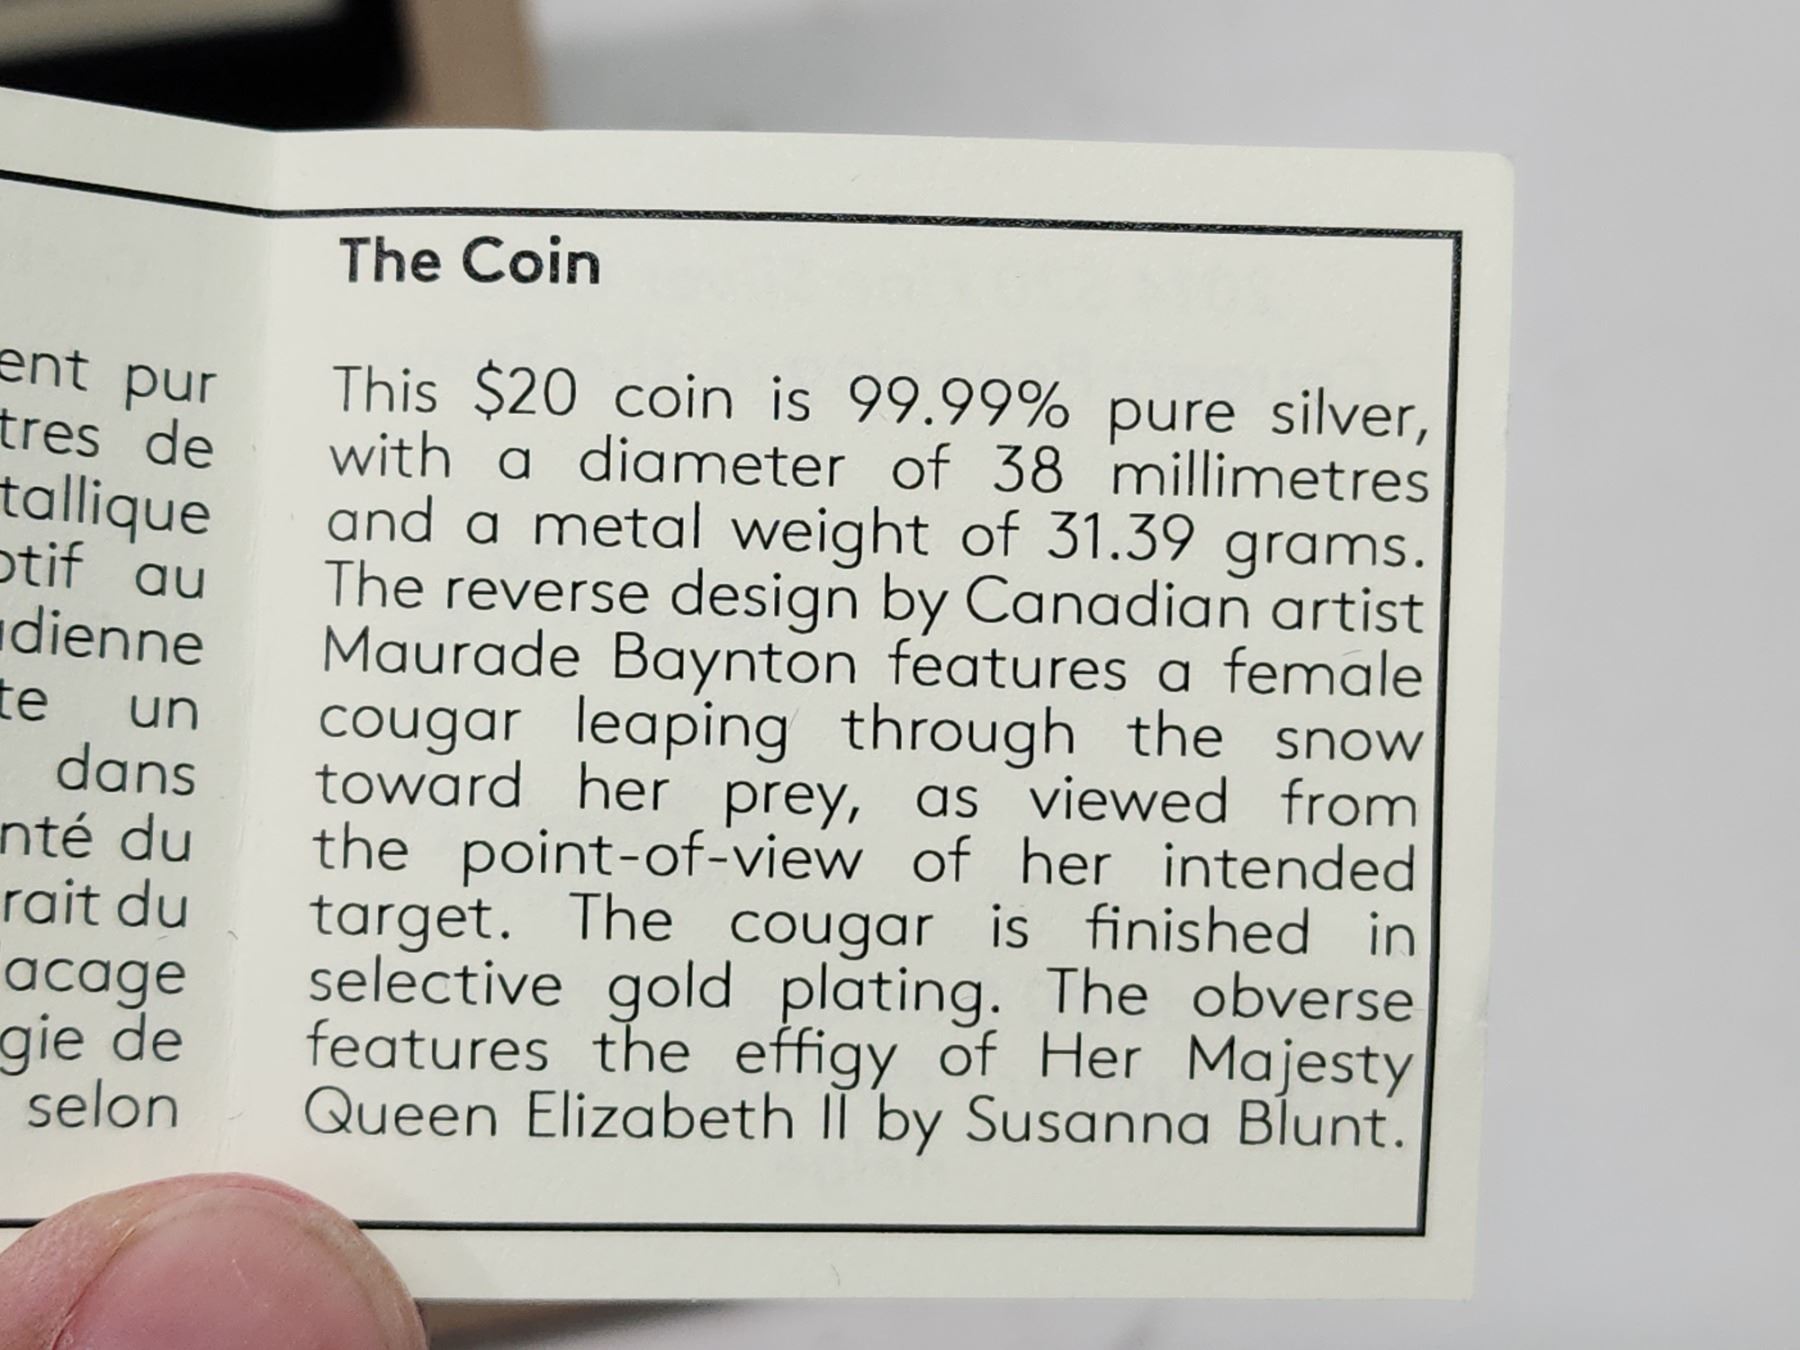 ent pur
tres de
tallique
otif au
dienne
te un
dans
nté du
rait du
acage
gie de
selon
The Coin
This $20 coin is 99.99% pure silver,
with a diameter of 38 millimetres
and a metal weight of 31.39 grams.
The reverse design by Canadian artist
Maurade Baynton features a female
cougar leaping through the snow
toward her prey, as viewed from
the point-of-view of her intended
target. The cougar is finished in
selective gold plating. The obverse
features the effigy of Her Majesty
Queen Elizabeth II by Susanna Blunt.